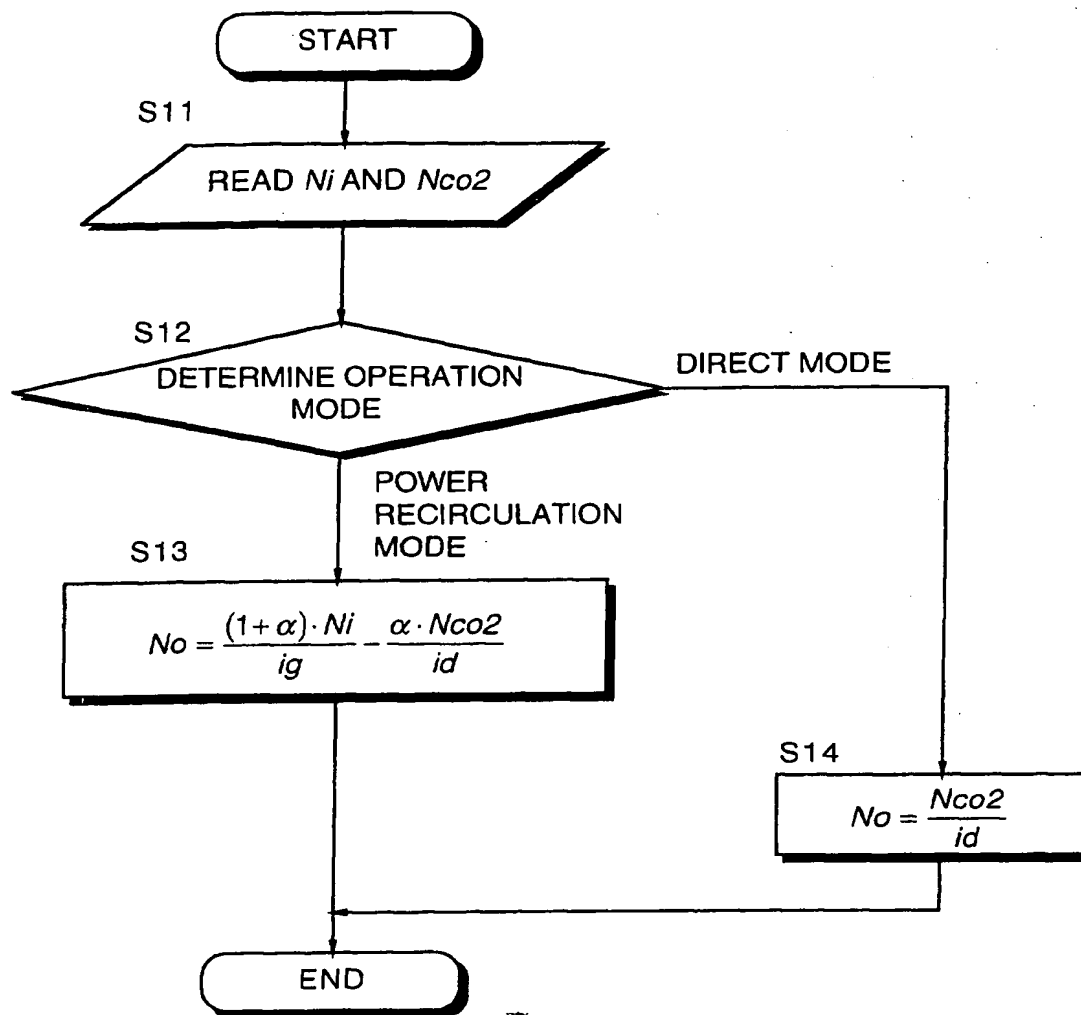 START
S11
READ Ni AND Nco2
S12
DETERMINE OPERATION
MODE
DIRECT MODE
POWER
RECIRCULATION
MODE
S13
No = (1 + α) · Ni / ig − α · Nco2 / id
S14
No = Nco2 / id
END